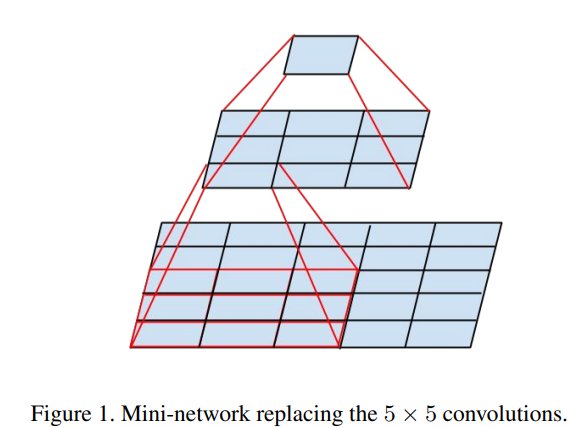 Figure 1. Mini-network replacing the 5 × 5 convolutions.